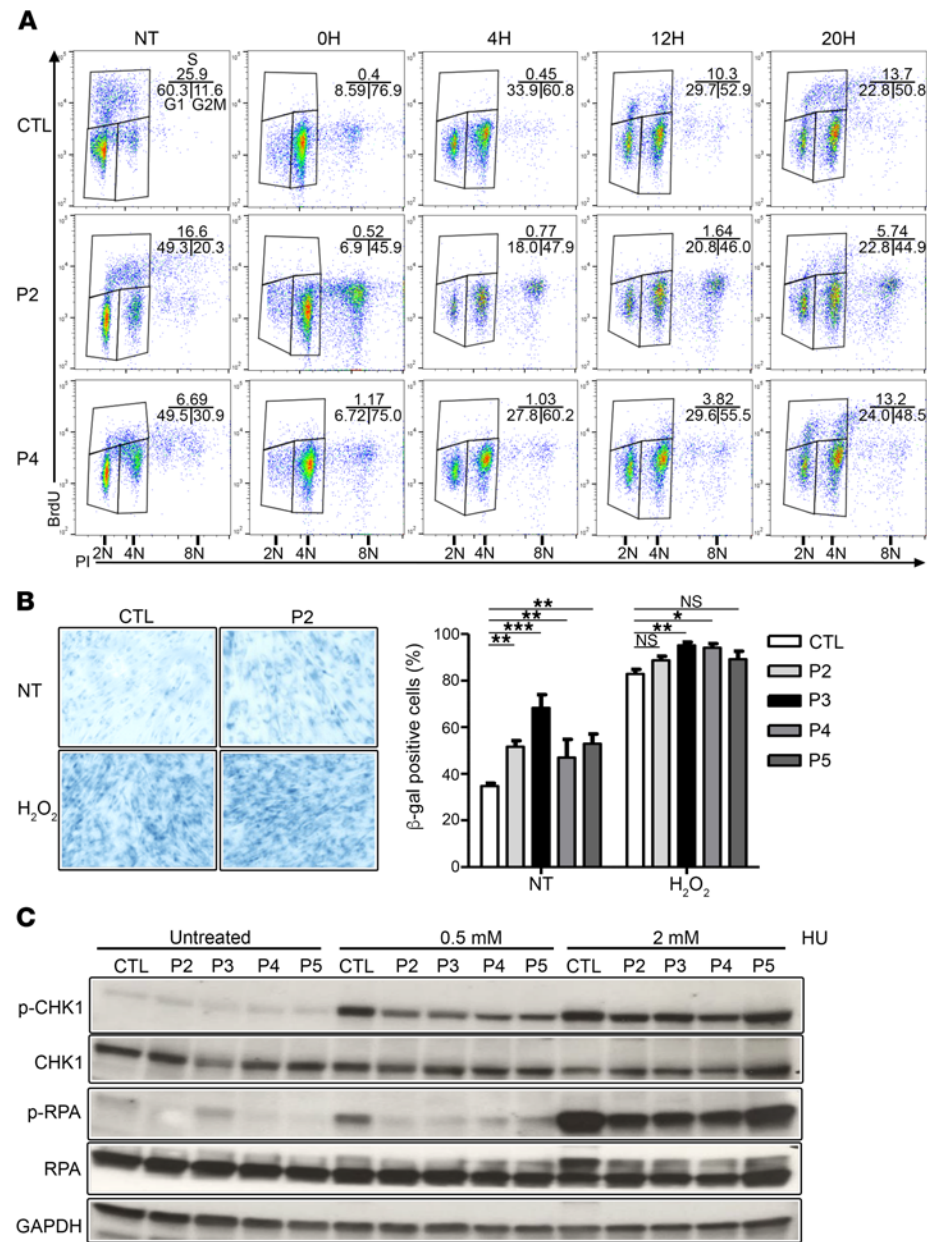 A
NT 0H 4H 12H 20H
CTL
S
25.9
60.3 11.6
G1 G2M
0.4
8.59 76.9
0.45
33.9 60.8
10.3
29.7 52.9
13.7
22.8 50.8
P2
16.6
49.3 20.3
0.52
6.9 45.9
0.77
18.0 47.9
1.64
20.8 46.0
5.74
22.8 44.9
P4
6.69
49.5 30.9
1.17
6.72 75.0
1.03
27.8 60.2
3.82
29.6 55.5
13.2
24.0 48.5
BrdU
10⁵
10⁴
10³
10²
PI
2N 4N 8N 2N 4N 8N 2N 4N 8N 2N 4N 8N 2N 4N 8N
B
CTL P2
NT
H₂O₂
β-gal positive cells (%)
100
80
60
40
20
0
** *** ** **
NS ** * NS
NT H₂O₂
CTL
P2
P3
P4
P5
C
Untreated 0.5 mM 2 mM HU
CTL P2 P3 P4 P5 CTL P2 P3 P4 P5 CTL P2 P3 P4 P5
p-CHK1
CHK1
p-RPA
RPA
GAPDH